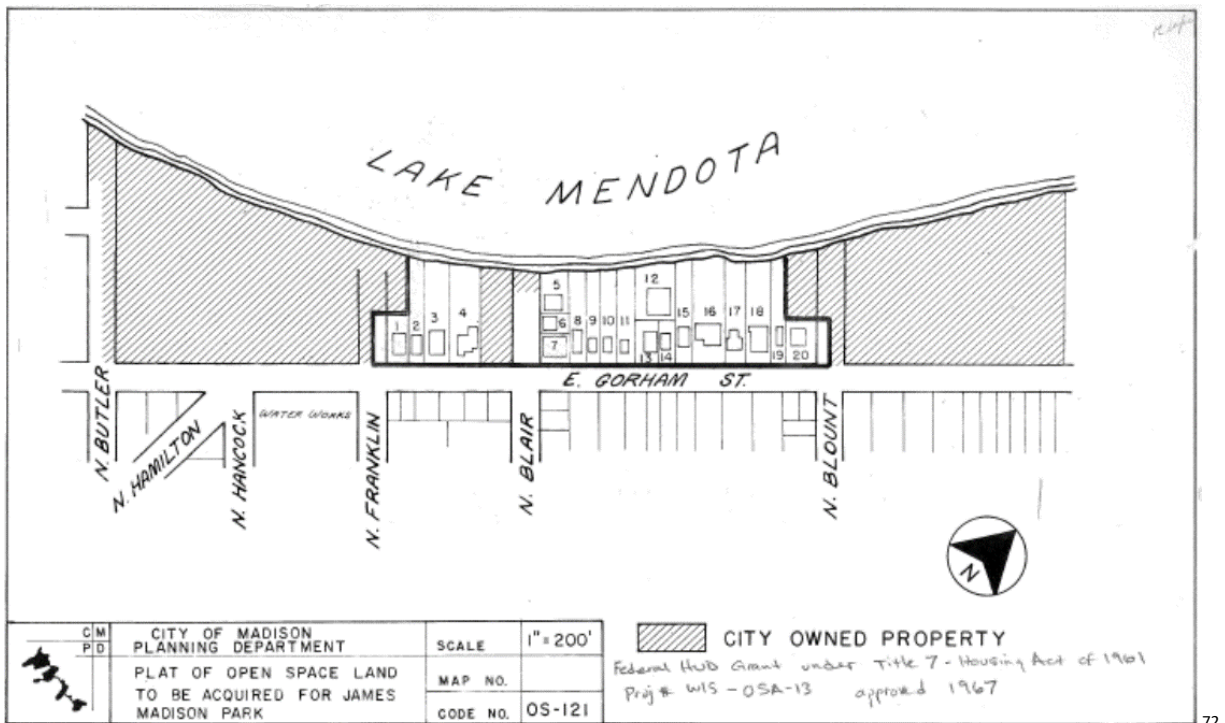 LAKE MENDOTA
1 2 3 4 5 6 7 8 9 10 11 12 13 14 15 16 17 18 19 20
E. GORHAM ST.
WATER WORKS
N. BUTLER
N. HAMILTON
N. HANCOCK
N. FRANKLIN
N. BLAIR
N. BLOUNT
N
C M
P D
CITY OF MADISON
PLANNING DEPARTMENT
PLAT OF OPEN SPACE LAND
TO BE ACQUIRED FOR JAMES
MADISON PARK
SCALE 1"=200'
MAP NO.
CODE NO. OS-121
CITY OWNED PROPERTY
Federal HUD Grant under Title 7 - Housing Act of 1961
Proj # WIS-OSA-13 approved 1967